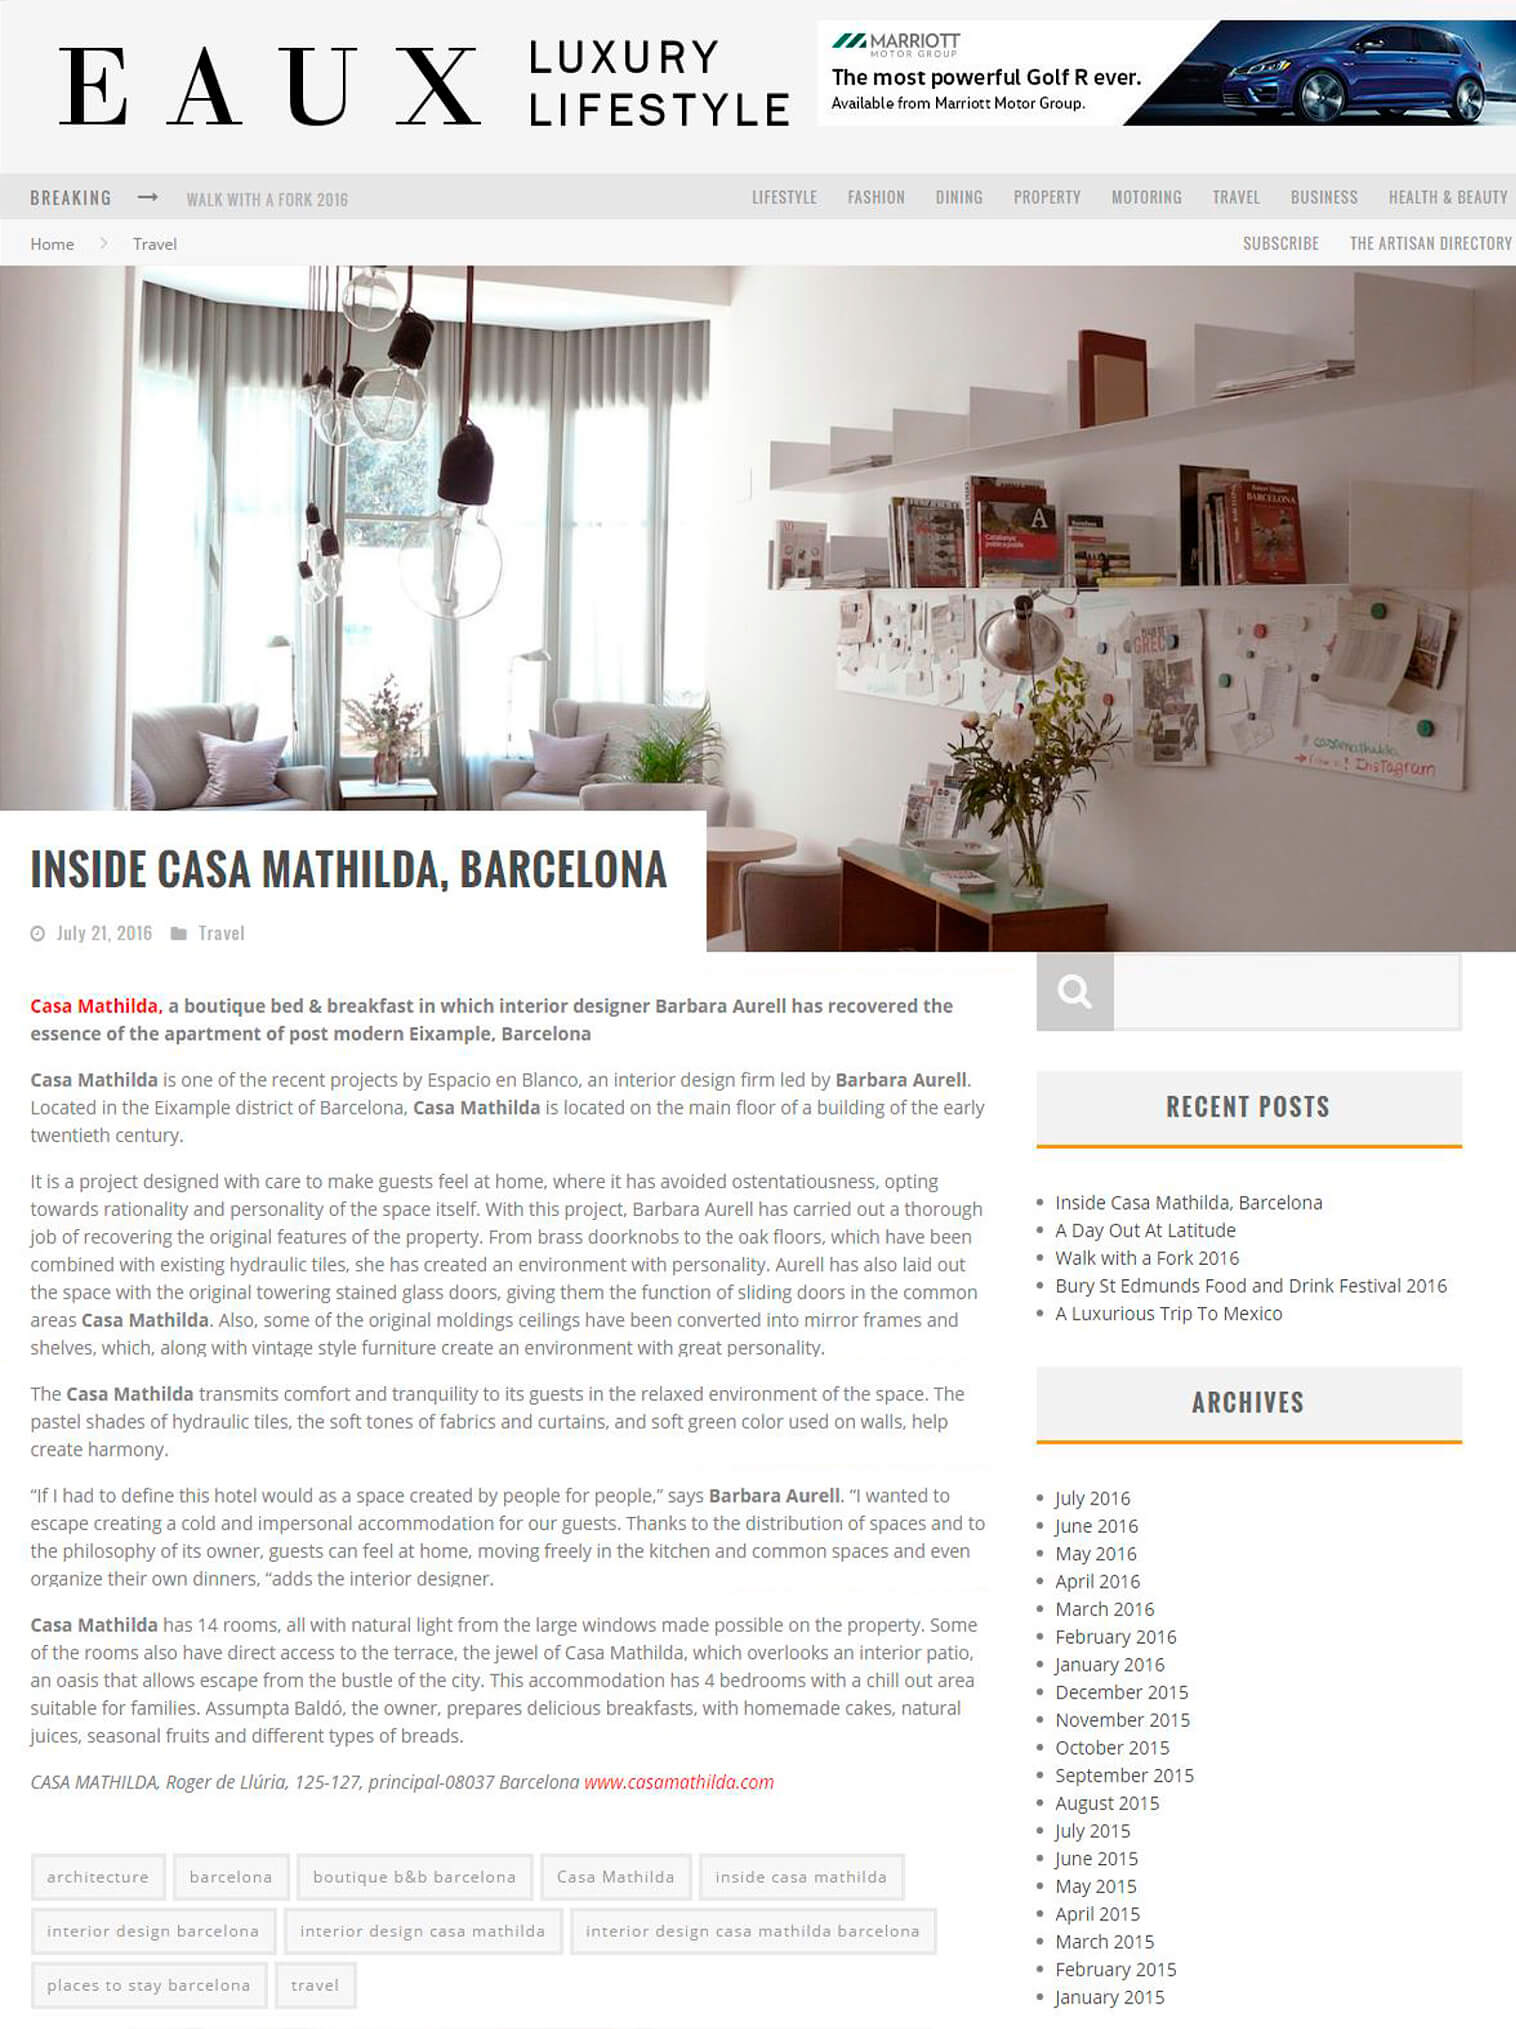 EAUX
LUXURY
LIFESTYLE
MARRIOTT
MOTOR GROUP
The most powerful Golf R ever.
Available from Marriott Motor Group.
BREAKING
WALK WITH A FORK 2016
LIFESTYLE FASHION DINING PROPERTY MOTORING TRAVEL BUSINESS HEALTH & BEAUTY
Home Travel
SUBSCRIBE THE ARTISAN DIRECTORY
BARCELONA
A
Catalunya
GREC
#casamathilda
Instagram
INSIDE CASA MATHILDA, BARCELONA
July 21, 2016 Travel
Casa Mathilda, a boutique bed & breakfast in which interior designer Barbara Aurell has recovered the
essence of the apartment of post modern Eixample, Barcelona
Casa Mathilda is one of the recent projects by Espacio en Blanco, an interior design firm led by Barbara Aurell.
Located in the Eixample district of Barcelona, Casa Mathilda is located on the main floor of a building of the early
twentieth century.
It is a project designed with care to make guests feel at home, where it has avoided ostentatiousness, opting
towards rationality and personality of the space itself. With this project, Barbara Aurell has carried out a thorough
job of recovering the original features of the property. From brass doorknobs to the oak floors, which have been
combined with existing hydraulic tiles, she has created an environment with personality. Aurell has also laid out
the space with the original towering stained glass doors, giving them the function of sliding doors in the common
areas Casa Mathilda. Also, some of the original moldings ceilings have been converted into mirror frames and
shelves, which, along with vintage style furniture create an environment with great personality.
The Casa Mathilda transmits comfort and tranquility to its guests in the relaxed environment of the space. The
pastel shades of hydraulic tiles, the soft tones of fabrics and curtains, and soft green color used on walls, help
create harmony.
“If I had to define this hotel would as a space created by people for people,” says Barbara Aurell. “I wanted to
escape creating a cold and impersonal accommodation for our guests. Thanks to the distribution of spaces and to
the philosophy of its owner, guests can feel at home, moving freely in the kitchen and common spaces and even
organize their own dinners, “adds the interior designer.
Casa Mathilda has 14 rooms, all with natural light from the large windows made possible on the property. Some
of the rooms also have direct access to the terrace, the jewel of Casa Mathilda, which overlooks an interior patio,
an oasis that allows escape from the bustle of the city. This accommodation has 4 bedrooms with a chill out area
suitable for families. Assumpta Baldó, the owner, prepares delicious breakfasts, with homemade cakes, natural
juices, seasonal fruits and different types of breads.
CASA MATHILDA, Roger de Llúria, 125-127, principal-08037 Barcelona www.casamathilda.com
architecture barcelona boutique b&b barcelona Casa Mathilda inside casa mathilda
interior design barcelona interior design casa mathilda interior design casa mathilda barcelona
places to stay barcelona travel
RECENT POSTS
Inside Casa Mathilda, Barcelona
A Day Out At Latitude
Walk with a Fork 2016
Bury St Edmunds Food and Drink Festival 2016
A Luxurious Trip To Mexico
ARCHIVES
July 2016
June 2016
May 2016
April 2016
March 2016
February 2016
January 2016
December 2015
November 2015
October 2015
September 2015
August 2015
July 2015
June 2015
May 2015
April 2015
March 2015
February 2015
January 2015